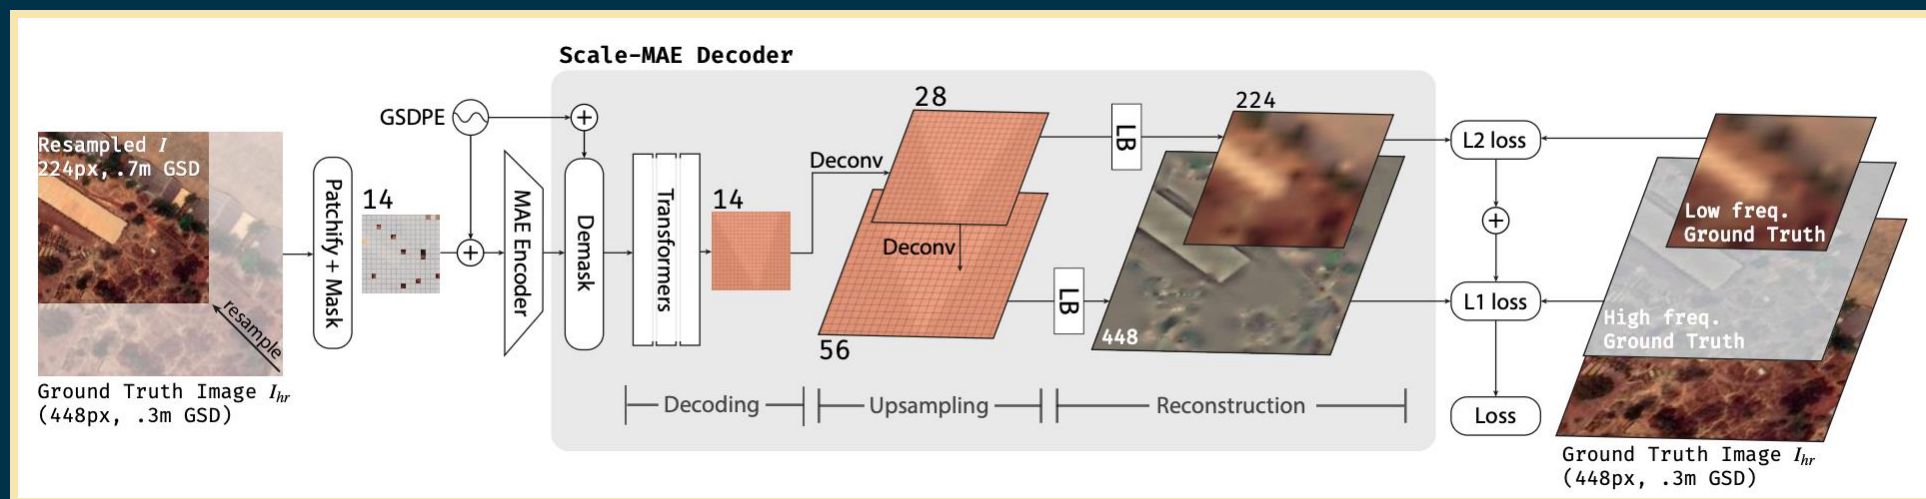 Scale-MAE Decoder
Resampled I
224px, .7m GSD
resample
Ground Truth Image Ihr
(448px, .3m GSD)
Patchify + Mask
14
GSDPE
+
+
MAE Encoder
Demask
Transformers
14
Deconv
28
Deconv
56
LB
LB
224
448
Decoding
Upsampling
Reconstruction
L2 loss
+
L1 loss
Loss
Low freq.
Ground Truth
High freq.
Ground Truth
Ground Truth Image Ihr
(448px, .3m GSD)